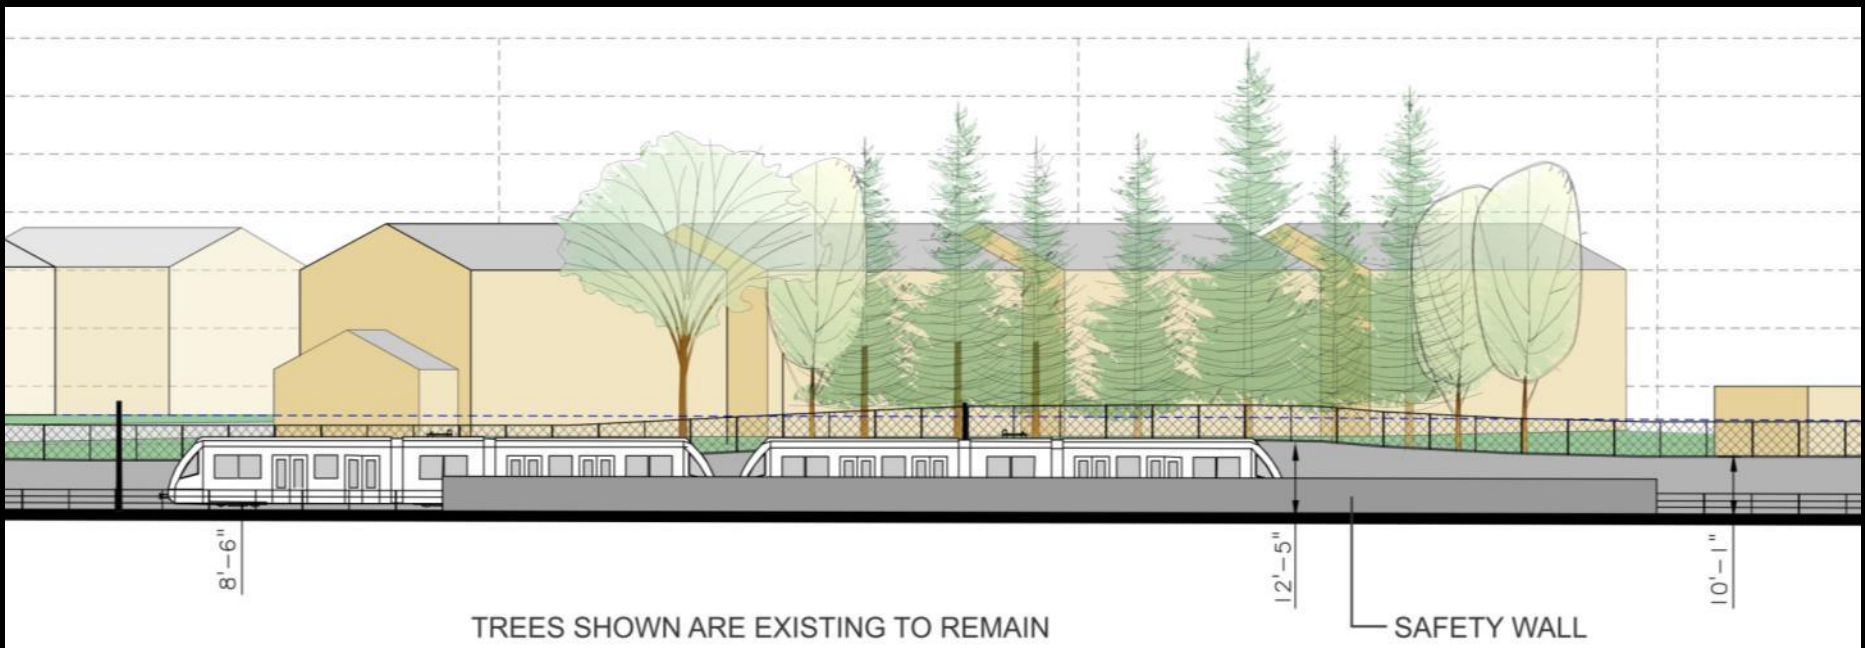 8'-6"
12'-5"
10'-1"
TREES SHOWN ARE EXISTING TO REMAIN
SAFETY WALL